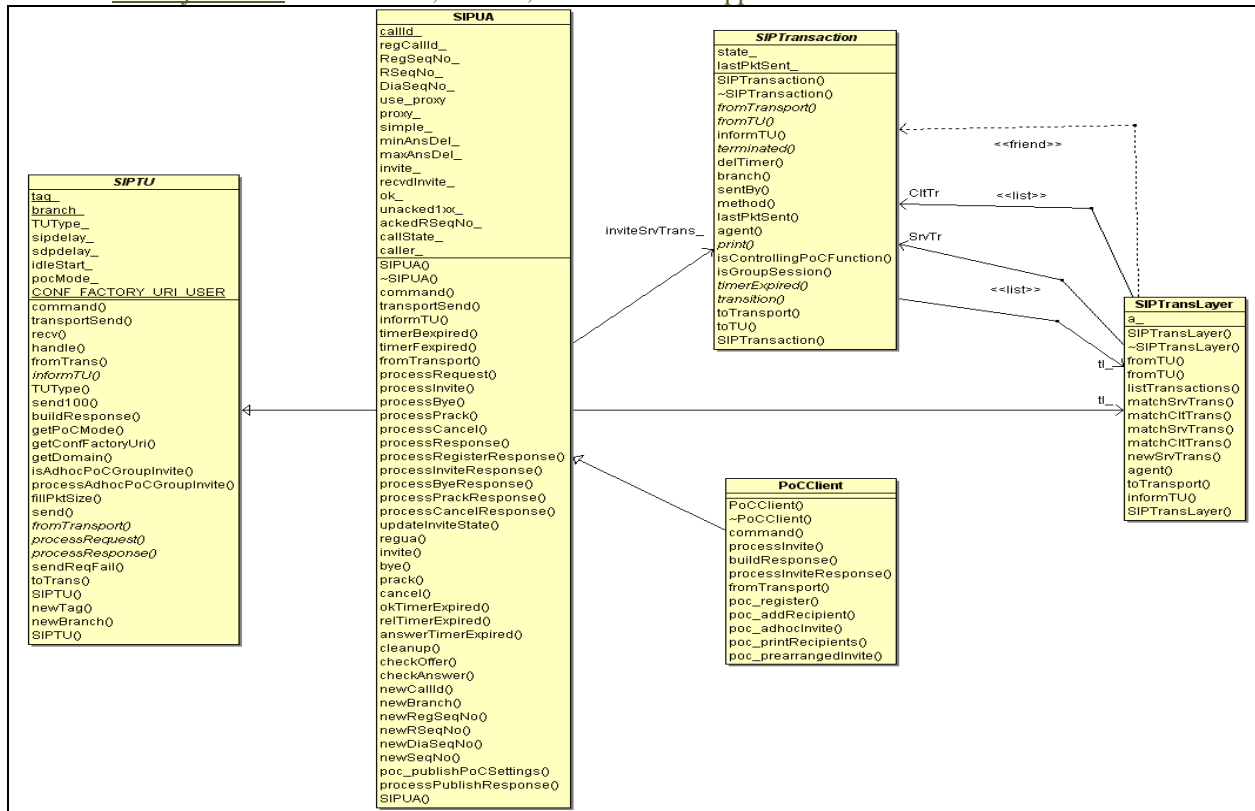 SIPTU
tag_
branch_
TUType_
sipdelay_
sdpdelay_
idleStart_
pocMode_
CONF_FACTORY_URI_USER
command()
transportSend()
recv()
handle()
fromTrans()
informTU()
TUType()
send100()
buildResponse()
getPoCMode()
getConfFactoryUri()
getDomain()
isAdhocPoCGroupInvite()
processAdhocPoCGroupInvite()
fillPktSize()
send()
fromTransport()
processRequest()
processResponse()
sendReqFail()
toTrans()
SIPTU()
newTag()
newBranch()
SIPTU()
SIPUA
callId_
regCallId_
RegSeqNo_
RSeqNo_
DiaSeqNo_
use_proxy
proxy_
simple_
minAnsDel_
maxAnsDel_
invite_
recvdInvite_
ok_
unacked1xx_
ackedRSeqNo_
callState_
caller_
SIPUA()
~SIPUA()
command()
transportSend()
informTU()
timerBexpired()
timerFexpired()
fromTransport()
processRequest()
processInvite()
processBye()
processPrack()
processCancel()
processResponse()
processRegisterResponse()
processInviteResponse()
processByeResponse()
processPrackResponse()
processCancelResponse()
updateInviteState()
regua()
invite()
bye()
prack()
cancel()
okTimerExpired()
relTimerExpired()
answerTimerExpired()
cleanup()
checkOffer()
checkAnswer()
newCallId()
newBranch()
newRegSeqNo()
newRSeqNo()
newDiaSeqNo()
newSeqNo()
poc_publishPoCSettings()
processPublishResponse()
SIPUA()
inviteSrvTrans_
SIPTransaction
state_
lastPktSent_
SIPTransaction()
~SIPTransaction()
fromTransport()
fromTU()
informTU()
terminated()
delTimer()
branch()
sentBy()
method()
lastPktSent()
agent()
print()
isControllingPoCFunction()
isGroupSession()
timerExpired()
transition()
toTransport()
toTU()
SIPTransaction()
<<friend>>
CltTr
<<list>>
SrvTr
<<list>>
tl_
tl_
PoCClient
PoCClient()
~PoCClient()
command()
processInvite()
buildResponse()
processInviteResponse()
fromTransport()
poc_register()
poc_addRecipient()
poc_adhocInvite()
poc_printRecipients()
poc_prearrangedInvite()
SIPTransLayer
a_
SIPTransLayer()
~SIPTransLayer()
fromTU()
fromTU()
listTransactions()
matchSrvTrans()
matchCltTrans()
matchSrvTrans()
matchCltTrans()
newSrvTrans()
agent()
toTransport()
informTU()
SIPTransLayer()